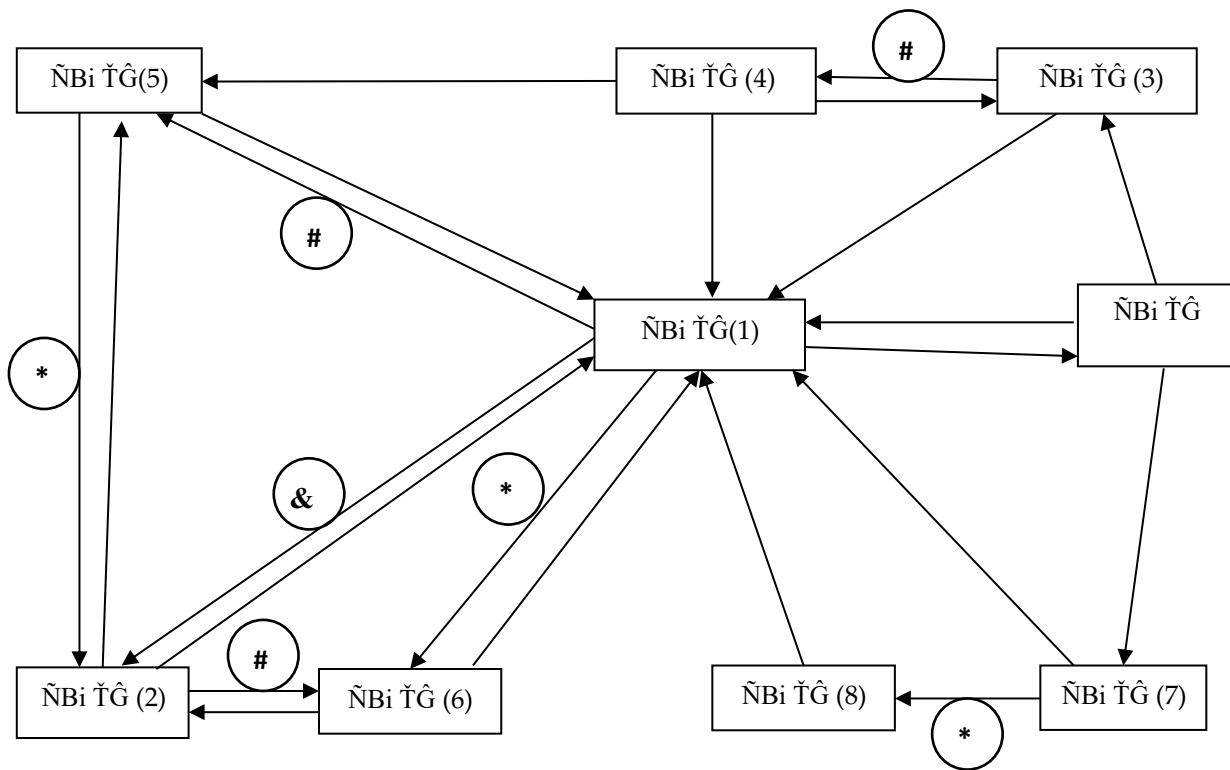 #
ÑBi ŤĜ(5)
ÑBi ŤĜ (4)
ÑBi ŤĜ (3)
#
ÑBi ŤĜ(1)
ÑBi ŤĜ
*
&
*
#
ÑBi ŤĜ (2)
ÑBi ŤĜ (6)
ÑBi ŤĜ (8)
ÑBi ŤĜ (7)
*